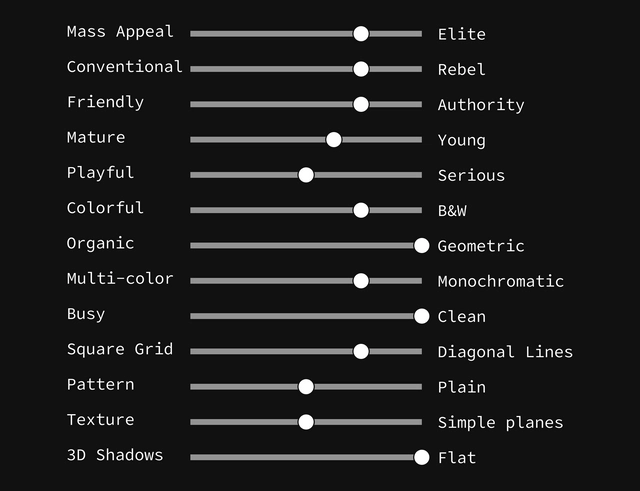 Mass Appeal Elite
Conventional Rebel
Friendly Authority
Mature Young
Playful Serious
Colorful B&W
Organic Geometric
Multi-color Monochromatic
Busy Clean
Square Grid Diagonal Lines
Pattern Plain
Texture Simple planes
3D Shadows Flat